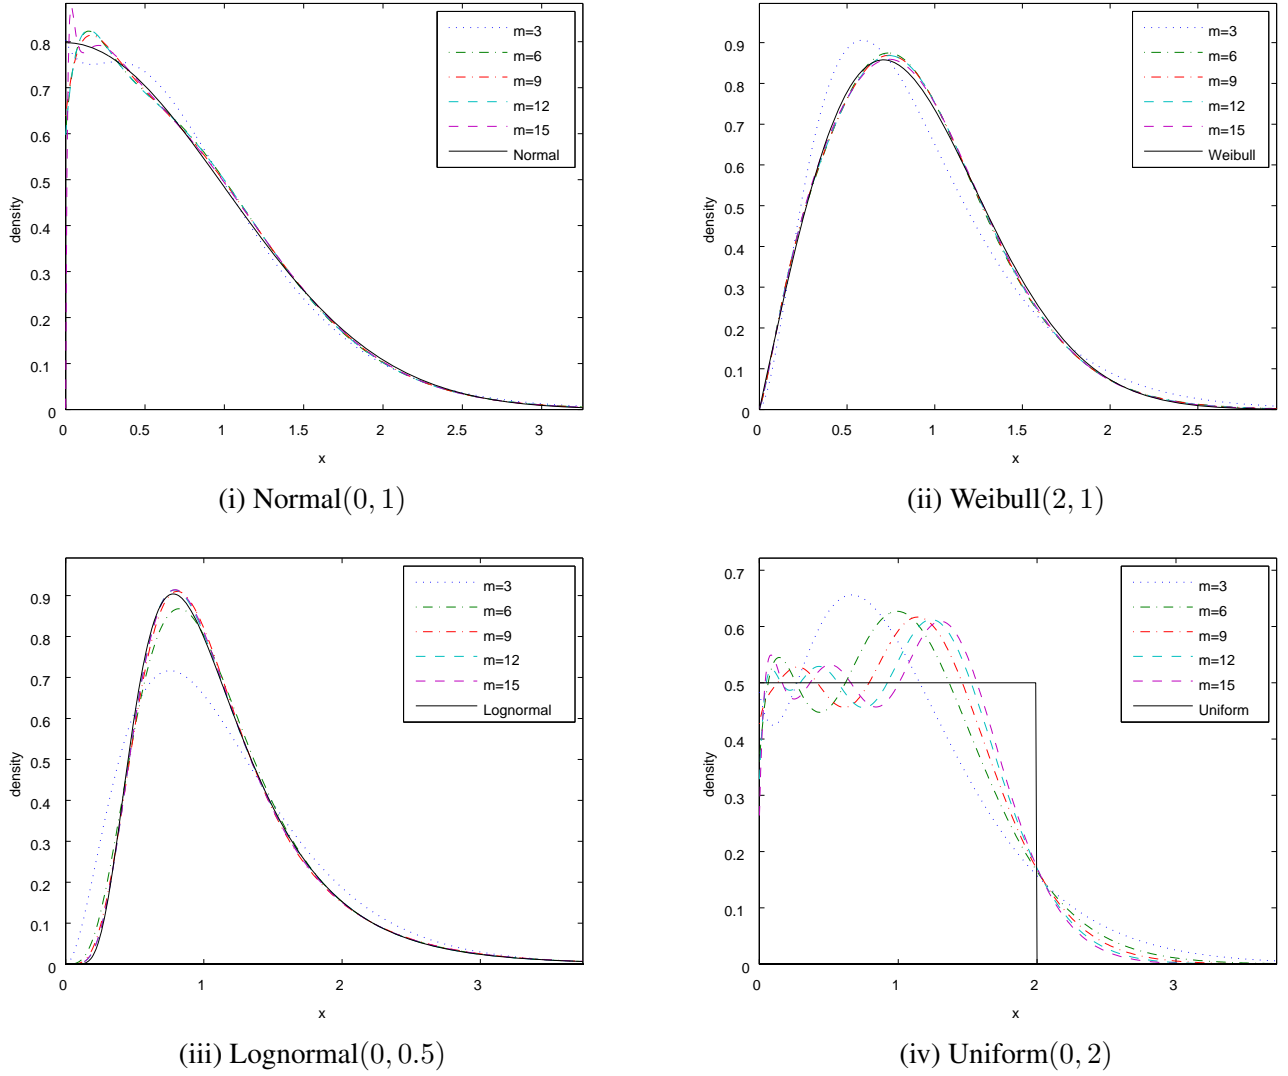 0.8
0.7
0.6
0.5
0.4
0.3
0.2
0.1
0
density
0 0.5 1 1.5 2 2.5 3
x
m=3
m=6
m=9
m=12
m=15
Normal
(i) Normal(0, 1)
0.9
0.8
0.7
0.6
0.5
0.4
0.3
0.2
0.1
0
density
0 0.5 1 1.5 2 2.5
x
m=3
m=6
m=9
m=12
m=15
Weibull
(ii) Weibull(2, 1)
0.9
0.8
0.7
0.6
0.5
0.4
0.3
0.2
0.1
0
density
0 1 2 3
x
m=3
m=6
m=9
m=12
m=15
Lognormal
(iii) Lognormal(0, 0.5)
0.7
0.6
0.5
0.4
0.3
0.2
0.1
0
density
0 1 2 3
x
m=3
m=6
m=9
m=12
m=15
Uniform
(iv) Uniform(0, 2)